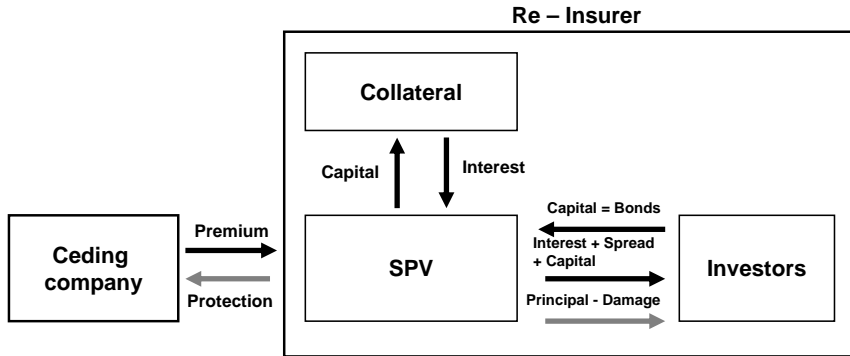 Re – Insurer
Collateral
Capital
Interest
Ceding
company
Premium
Protection
SPV
Capital = Bonds
Interest + Spread
+ Capital
Principal - Damage
Investors